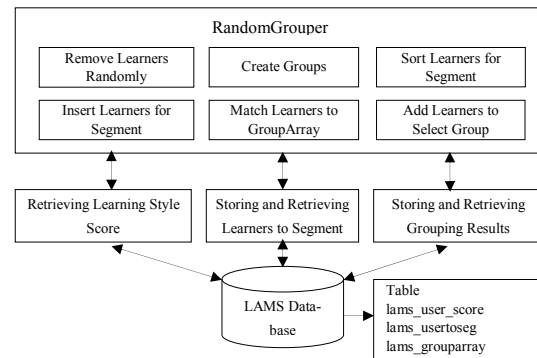 RandomGrouper
Remove Learners
Randomly
Create Groups
Sort Learners for
Segment
Insert Learners for
Segment
Match Learners to
GroupArray
Add Learners to
Select Group
Retrieving Learning Style
Score
Storing and Retrieving
Learners to Segment
Storing and Retrieving
Grouping Results
LAMS Data-
base
Table
lams_user_score
lams_usertoseg
lams_grouparray